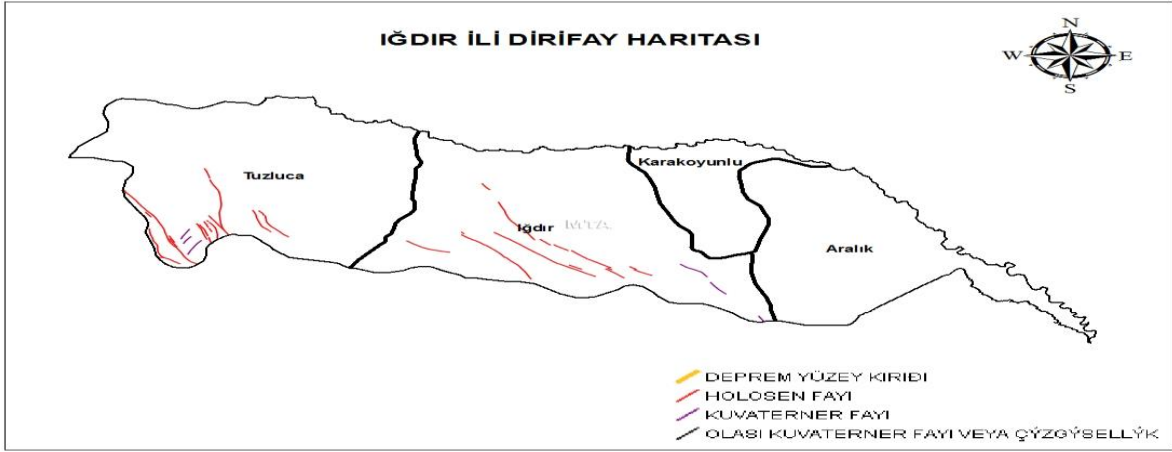 IĞDIR İLİ DİRİFAY HARITASI
N
W E
S
Karakoyunlu
Tuzluca
Iğdır MTA
Aralık
DEPREM YÜZEY KIRIĐI
HOLOSEN FAYI
KUVATERNER FAYI
OLASI KUVATERNER FAYI VEYA ÇÝZGÝSELLÝK